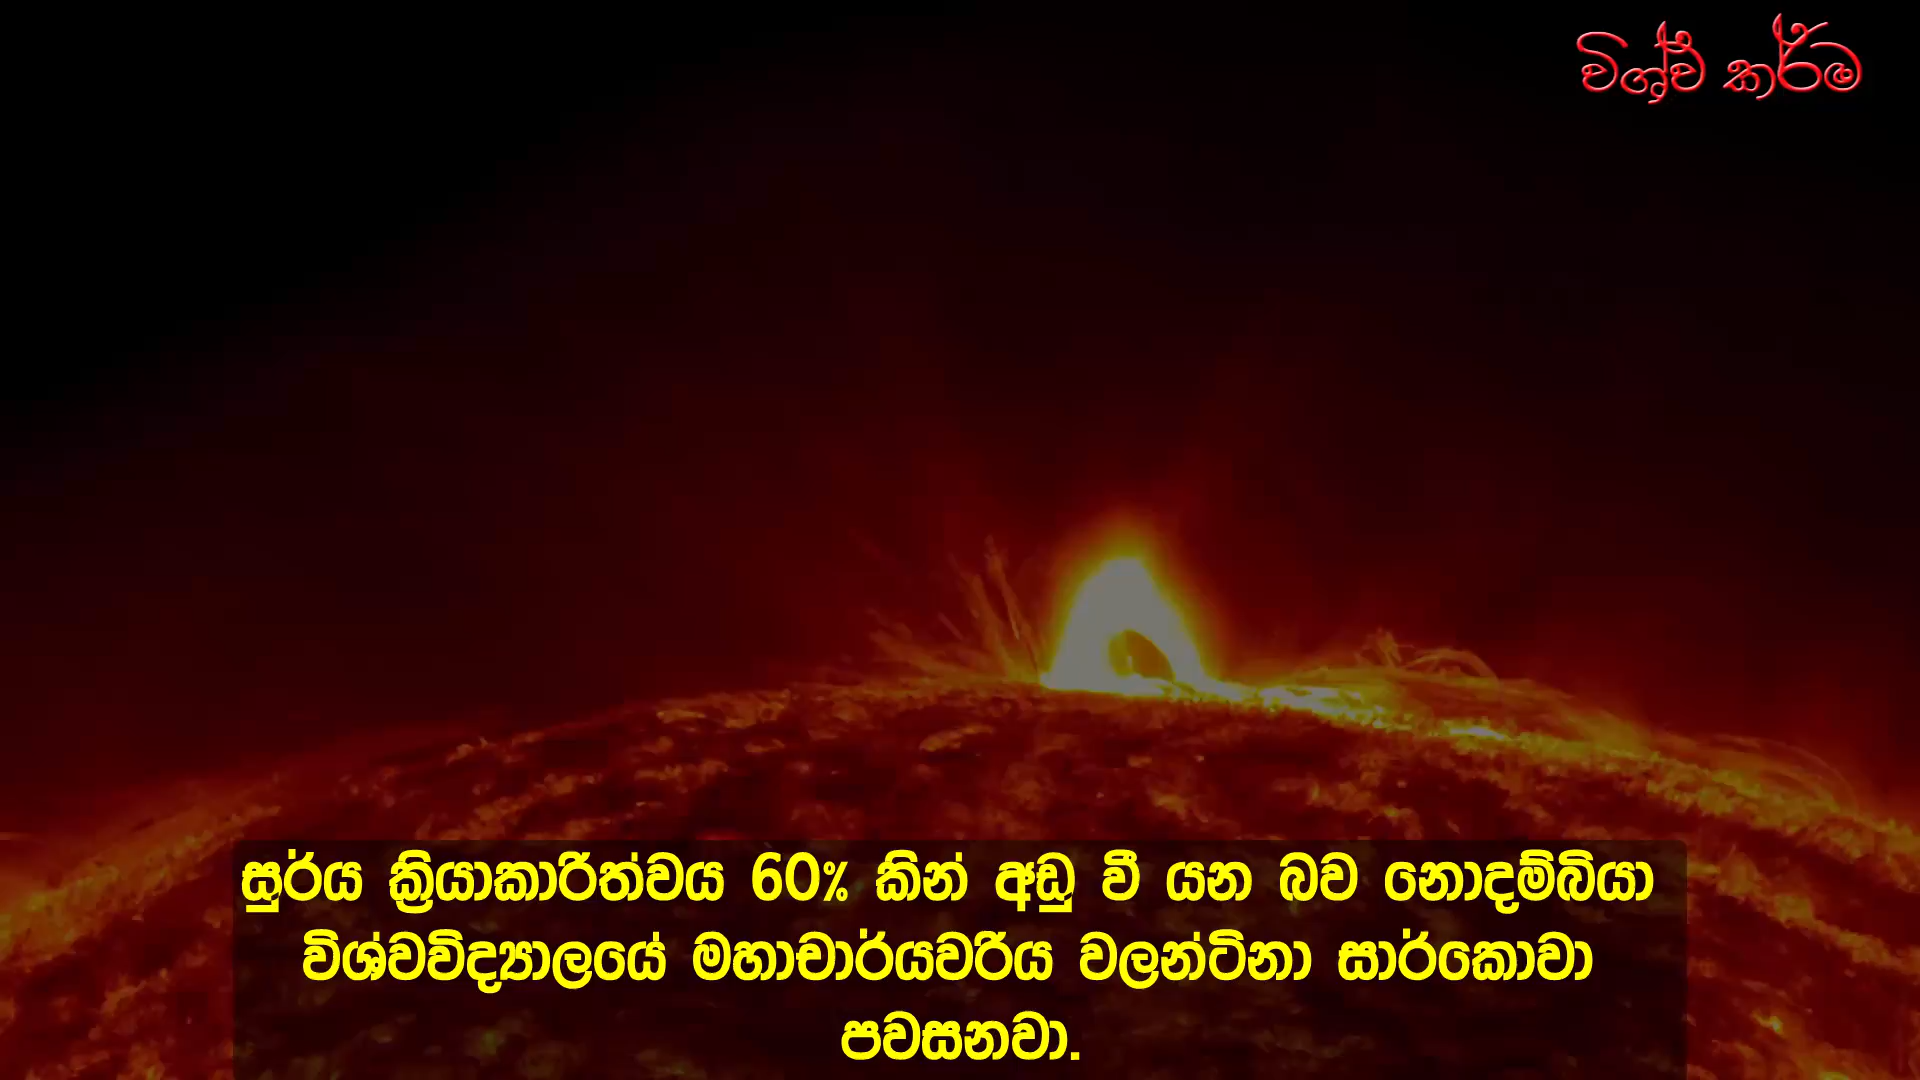 විශ්ව කර්ම
සුර්ය ක්‍රියාකාරිත්වය 60% කින් අඩු වී යන බව නොදම්බියා
විශ්වවිද්‍යාලයේ මහාචාර්යවරිය වලන්ටිනා සාර්කොවා
පවසනවා.